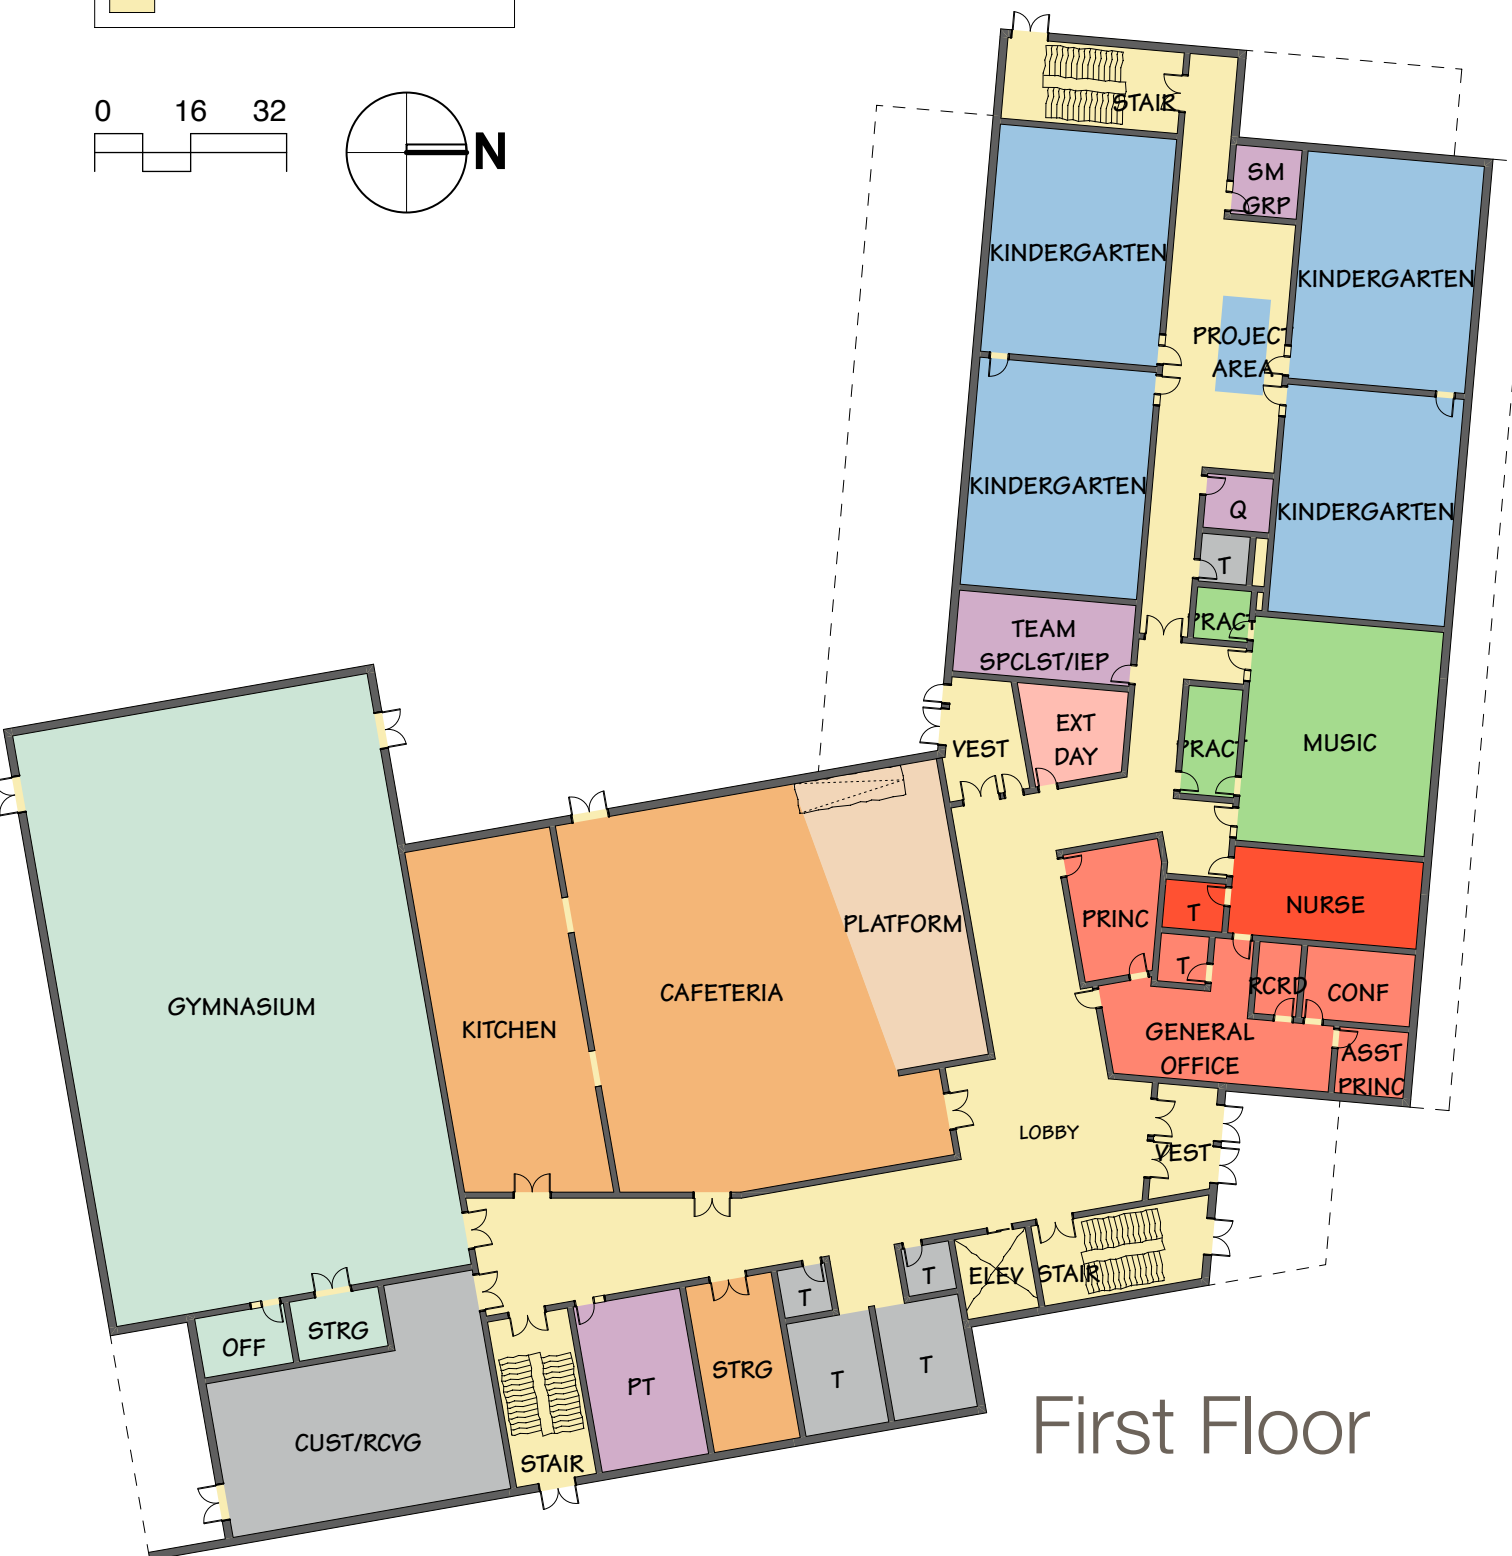 0 16 32
N
STAIR
SM
GRP
KINDERGARTEN
KINDERGARTEN
PROJECT
AREA
KINDERGARTEN
Q
KINDERGARTEN
T
PRACT
TEAM
SPCLST/IEP
EXT
DAY
VEST
PRACT
MUSIC
NURSE
T
PRINC
PLATFORM
T
RCRD
CONF
CAFETERIA
GYMNASIUM
KITCHEN
GENERAL
OFFICE
ASST
PRINC
LOBBY
VEST
ELEV
STAIR
T
T
OFF
STRG
PT
STRG
T
T
CUST/RCVG
STAIR
First Floor